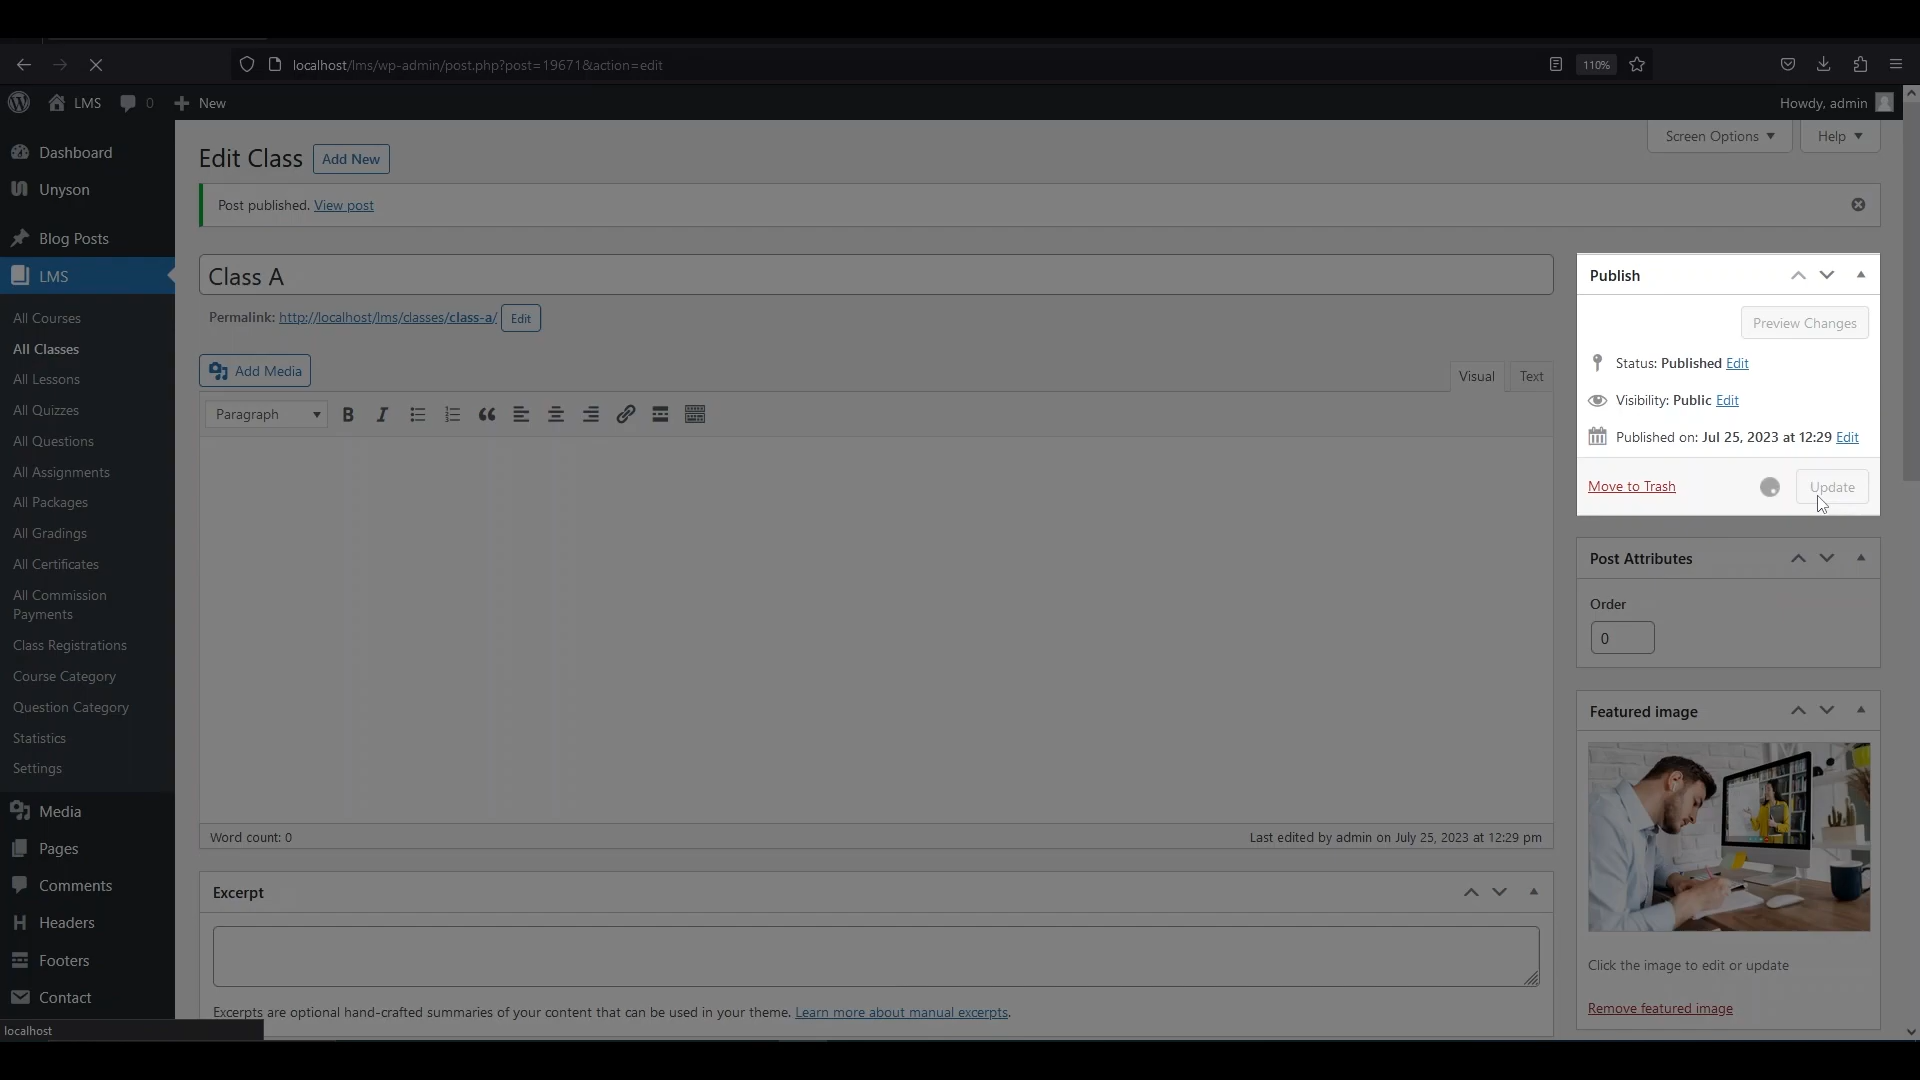 localhost/lms/wp-admin/post.php?post=19671&action=edit
110%
LMS
0
New
Howdy, admin
Screen Options
Help
Dashboard
Unyson
Blog Posts
LMS
All Courses
All Classes
All Lessons
All Quizzes
All Questions
All Assignments
All Packages
All Gradings
All Certificates
All Commission
Payments
Class Registrations
Course Category
Question Category
Statistics
Settings
Media
Pages
Comments
Headers
Footers
Contact
localhost
Edit Class
Add New
Post published. View post
Class A
Permalink: http://localhost/lms/classes/class-a/ Edit
Add Media
Visual
Text
Paragraph
Word count: 0
Last edited by admin on July 25, 2023 at 12:29 pm
Excerpt
Excerpts are optional hand-crafted summaries of your content that can be used in your theme. Learn more about manual excerpts.
Publish
Preview Changes
Status: Published Edit
Visibility: Public Edit
Published on: Jul 25, 2023 at 12:29 Edit
Move to Trash
Update
Post Attributes
Order
0
Featured image
Click the image to edit or update
Remove featured image